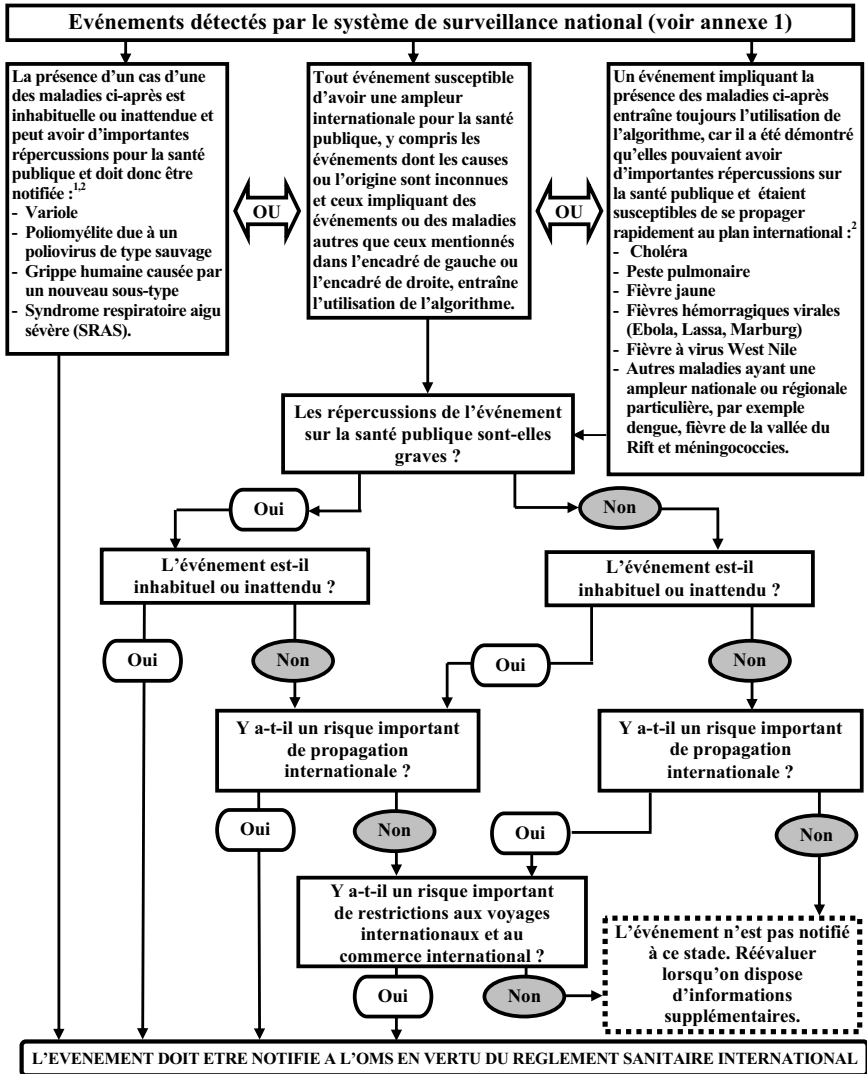 Evénements détectés par le système de surveillance national (voir annexe 1)
La présence d'un cas d'une
des maladies ci-après est
inhabituelle ou inattendue et
peut avoir d'importantes
répercussions pour la santé
publique et doit donc être
notifiée :1,2
- Variole
- Poliomyélite due à un
poliovirus de type sauvage
- Grippe humaine causée par
un nouveau sous-type
- Syndrome respiratoire aigu
sévère (SRAS).
OU
Tout événement susceptible
d'avoir une ampleur
internationale pour la santé
publique, y compris les
événements dont les causes
ou l'origine sont inconnues
et ceux impliquant des
événements ou des maladies
autres que ceux mentionnés
dans l'encadré de gauche ou
l'encadré de droite, entraîne
l'utilisation de l'algorithme.
OU
Un événement impliquant la
présence des maladies ci-après
entraîne toujours l'utilisation de
l'algorithme, car il a été démontré
qu'elles pouvaient avoir
d'importantes répercussions sur
la santé publique et étaient
susceptibles de se propager
rapidement au plan international :2
- Choléra
- Peste pulmonaire
- Fièvre jaune
- Fièvres hémorragiques virales
(Ebola, Lassa, Marburg)
- Fièvre à virus West Nile
- Autres maladies ayant une
ampleur nationale ou régionale
particulière, par exemple
dengue, fièvre de la vallée du
Rift et méningococcies.
Les répercussions de l'événement
sur la santé publique sont-elles
graves ?
Oui
Non
L'événement est-il
inhabituel ou inattendu ?
L'événement est-il
inhabituel ou inattendu ?
Oui
Non
Oui
Non
Y a-t-il un risque important
de propagation
internationale ?
Y a-t-il un risque important
de propagation
internationale ?
Oui
Non
Oui
Non
Y a-t-il un risque important
de restrictions aux voyages
internationaux et au
commerce international ?
L'événement n'est pas notifié
à ce stade. Réévaluer
lorsqu'on dispose
d'informations
supplémentaires.
Oui
Non
L'EVENEMENT DOIT ETRE NOTIFIE A L'OMS EN VERTU DU REGLEMENT SANITAIRE INTERNATIONAL